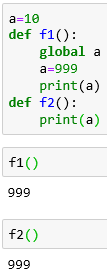 a=10
def f1():
    global a
    a=999
    print(a)
def f2():
    print(a)
f1()
999
f2()
999